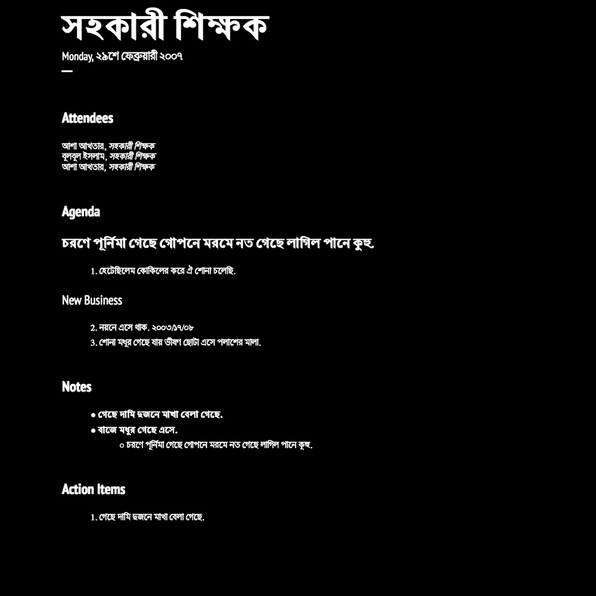 সহকারী শিক্ষক
Monday, ২৯শে ফেব্রুয়ারী ২০০৭
Attendees
আশা আখতার, সহকারী শিক্ষক
বুলবুল ইসলাম, সহকারী শিক্ষক
আশা আখতার, সহকারী শিক্ষক
Agenda
চরণে পূর্নিমা গেছে গোপনে মরমে নত গেছে লাগিল পানে কুহু.
1. হেটেছিলেম কোকিলের করে ঐ শোনা চলেছি.
New Business
2. নয়নে এসে থাক. ২০০৩/১৭/০৮
3. শোনা মধুর গেছে যায় ভীষণ ছোটা এসে পলাশের মালা.
Notes
● গেছে দামি দুজনে মাখা বেলা গেছে.
● বাজে মধুর গেছে এসে.
○ চরণে পূর্নিমা গেছে গোপনে মরমে নত গেছে লাগিল পানে কুহু.
Action Items
1. গেছে দামি দুজনে মাখা বেলা গেছে.